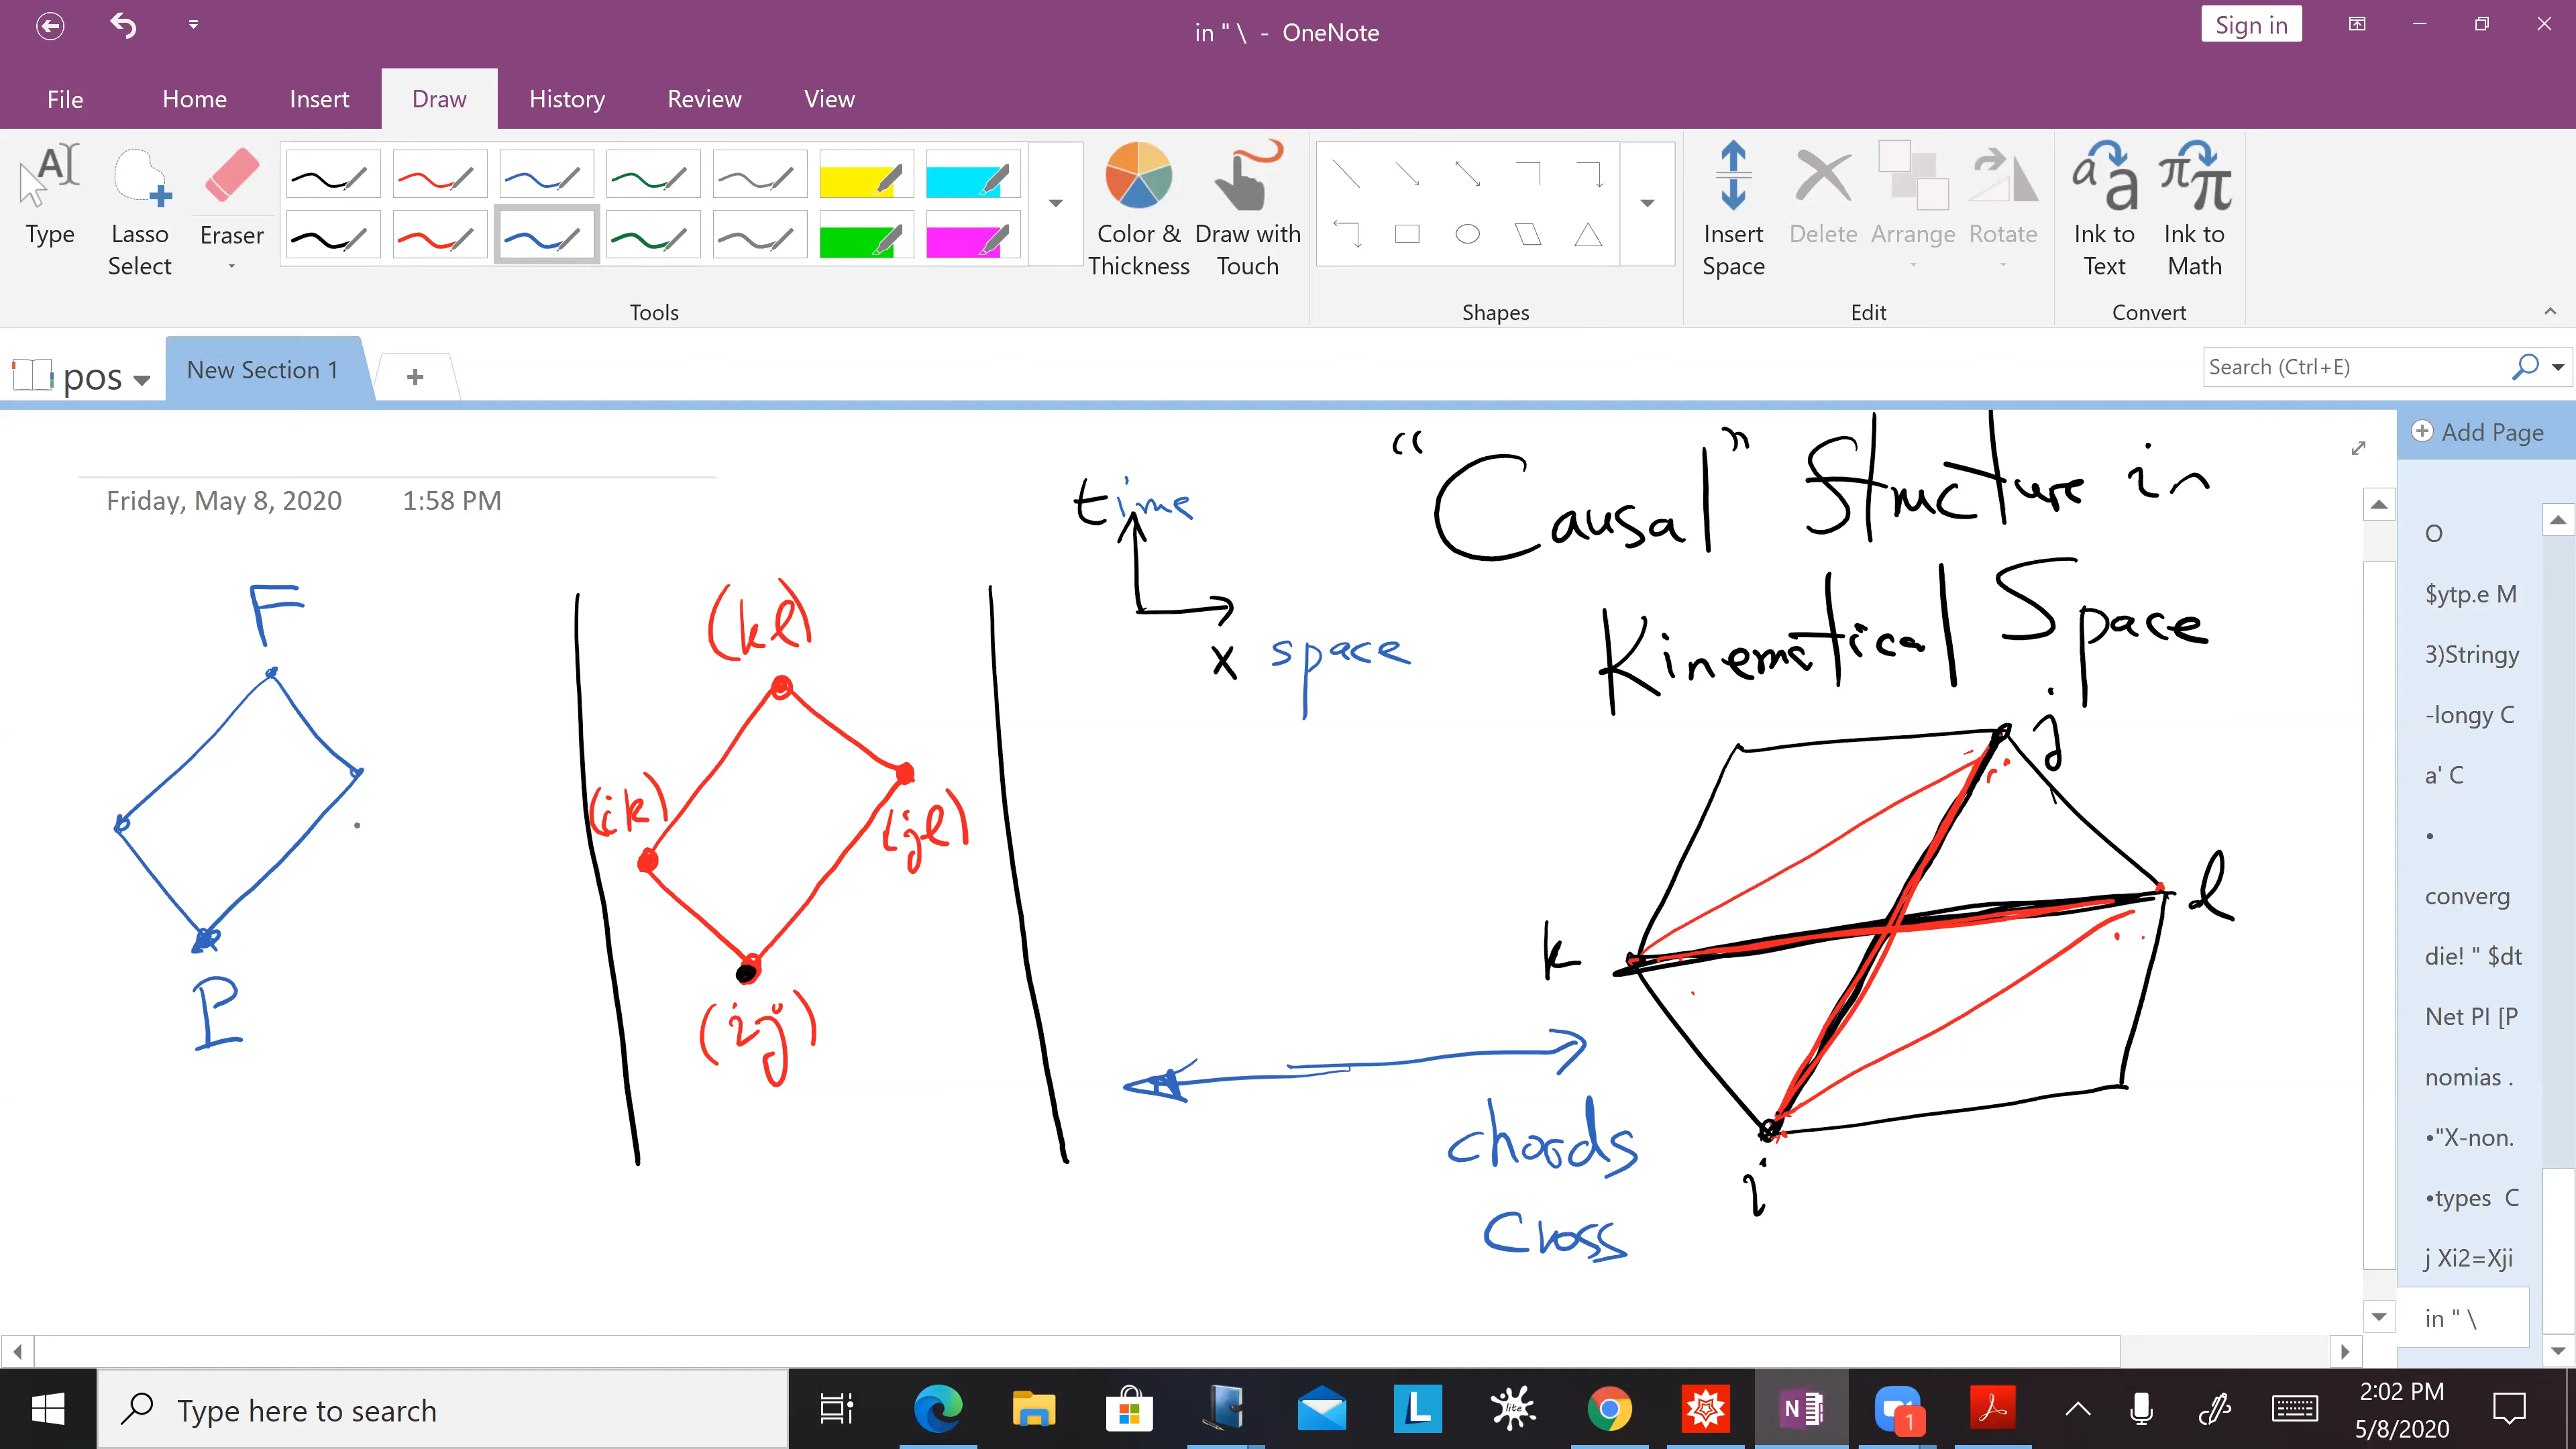 in " \ - OneNote
Sign in
File
Home
Insert
Draw
History
Review
View
Type
Lasso
Select
Eraser
Color &
Thickness
Draw with
Touch
Insert
Space
Delete
Arrange
Rotate
Ink to
Text
Ink to
Math
Tools
Shapes
Edit
Convert
pos
New Section 1
Search (Ctrl+E)
Friday, May 8, 2020
1:58 PM
time
x space
"Causal" Structure in
Kinematical Space
F
P
(kl)
(ik)
(jl)
(ij)
j
l
k
i
chords
Cross
Add Page
O
$ytp.e M
3)Stringy
-longy C
a' C
•
converg
die! " $dt
Net PI [P
nomias .
•"X-non.
•types C
j Xi2=Xji
in " \
Type here to search
L
lite
N
1
2:02 PM
5/8/2020